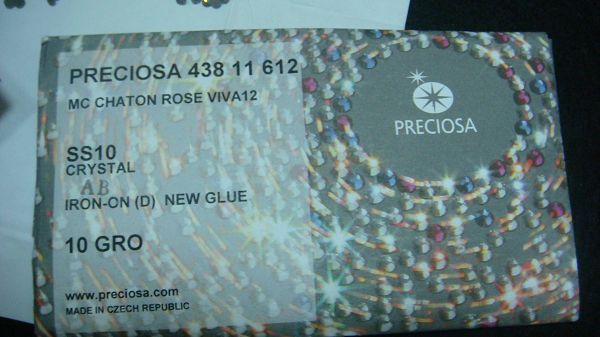 PRECIOSA 438 11 612
MC CHATON ROSE VIVA12
SS10
CRYSTAL
AB
IRON-ON (D) NEW GLUE
10 GRO
www.preciosa.com
MADE IN CZECH REPUBLIC
PRECIOSA